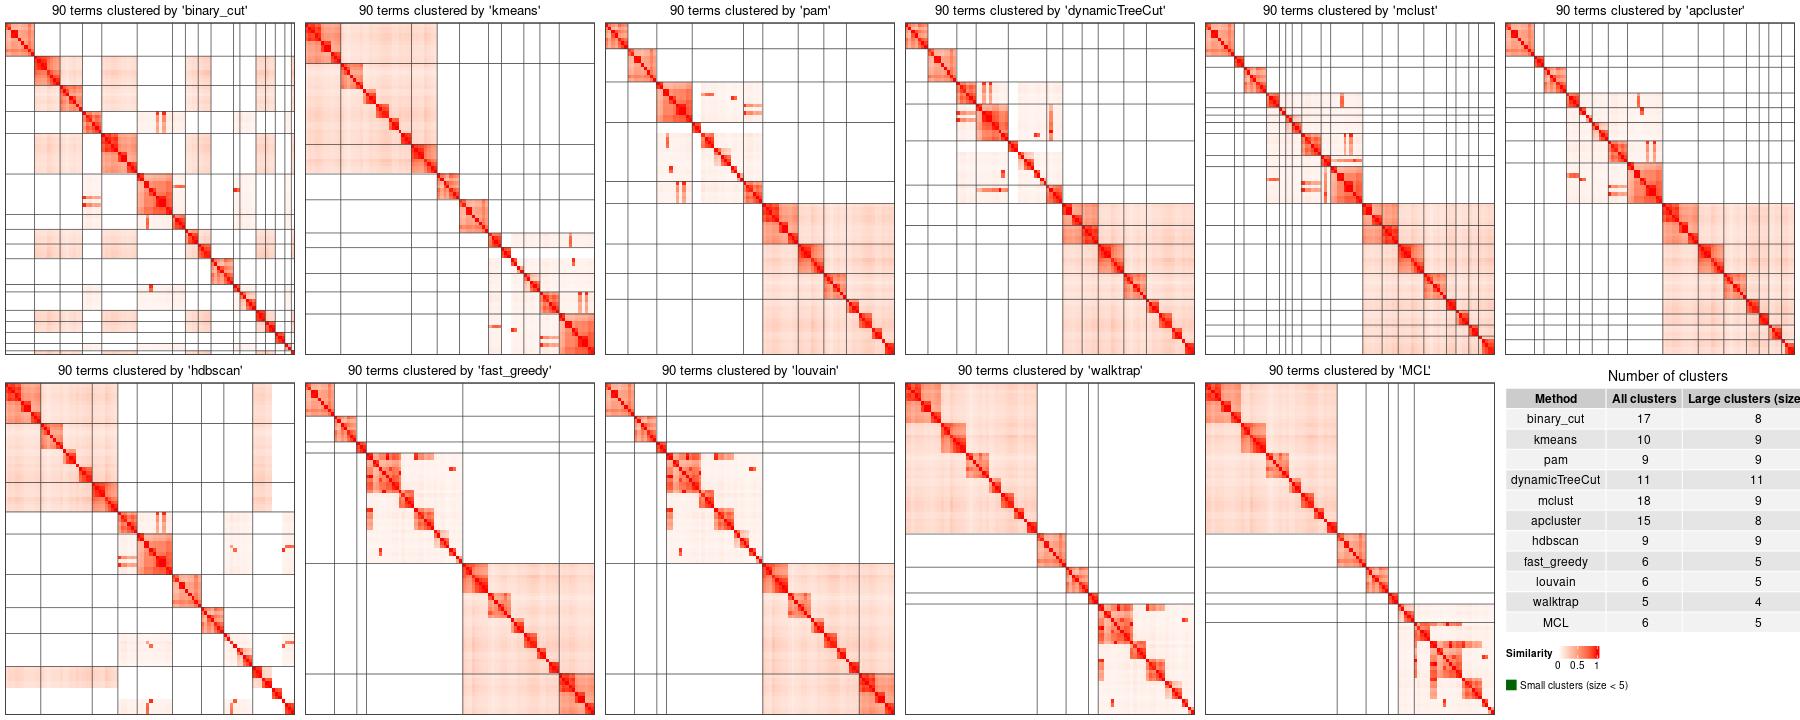 90 terms clustered by 'binary_cut'
90 terms clustered by 'kmeans'
90 terms clustered by 'pam'
90 terms clustered by 'dynamicTreeCut'
90 terms clustered by 'mclust'
90 terms clustered by 'apcluster'
90 terms clustered by 'hdbscan'
90 terms clustered by 'fast_greedy'
90 terms clustered by 'louvain'
90 terms clustered by 'walktrap'
90 terms clustered by 'MCL'
Number of clusters
Method All clusters Large clusters (size
binary_cut 17 8
kmeans 10 9
pam 9 9
dynamicTreeCut 11 11
mclust 18 9
apcluster 15 8
hdbscan 9 9
fast_greedy 6 5
louvain 6 5
walktrap 5 4
MCL 6 5
Similarity
0 0.5 1
Small clusters (size < 5)